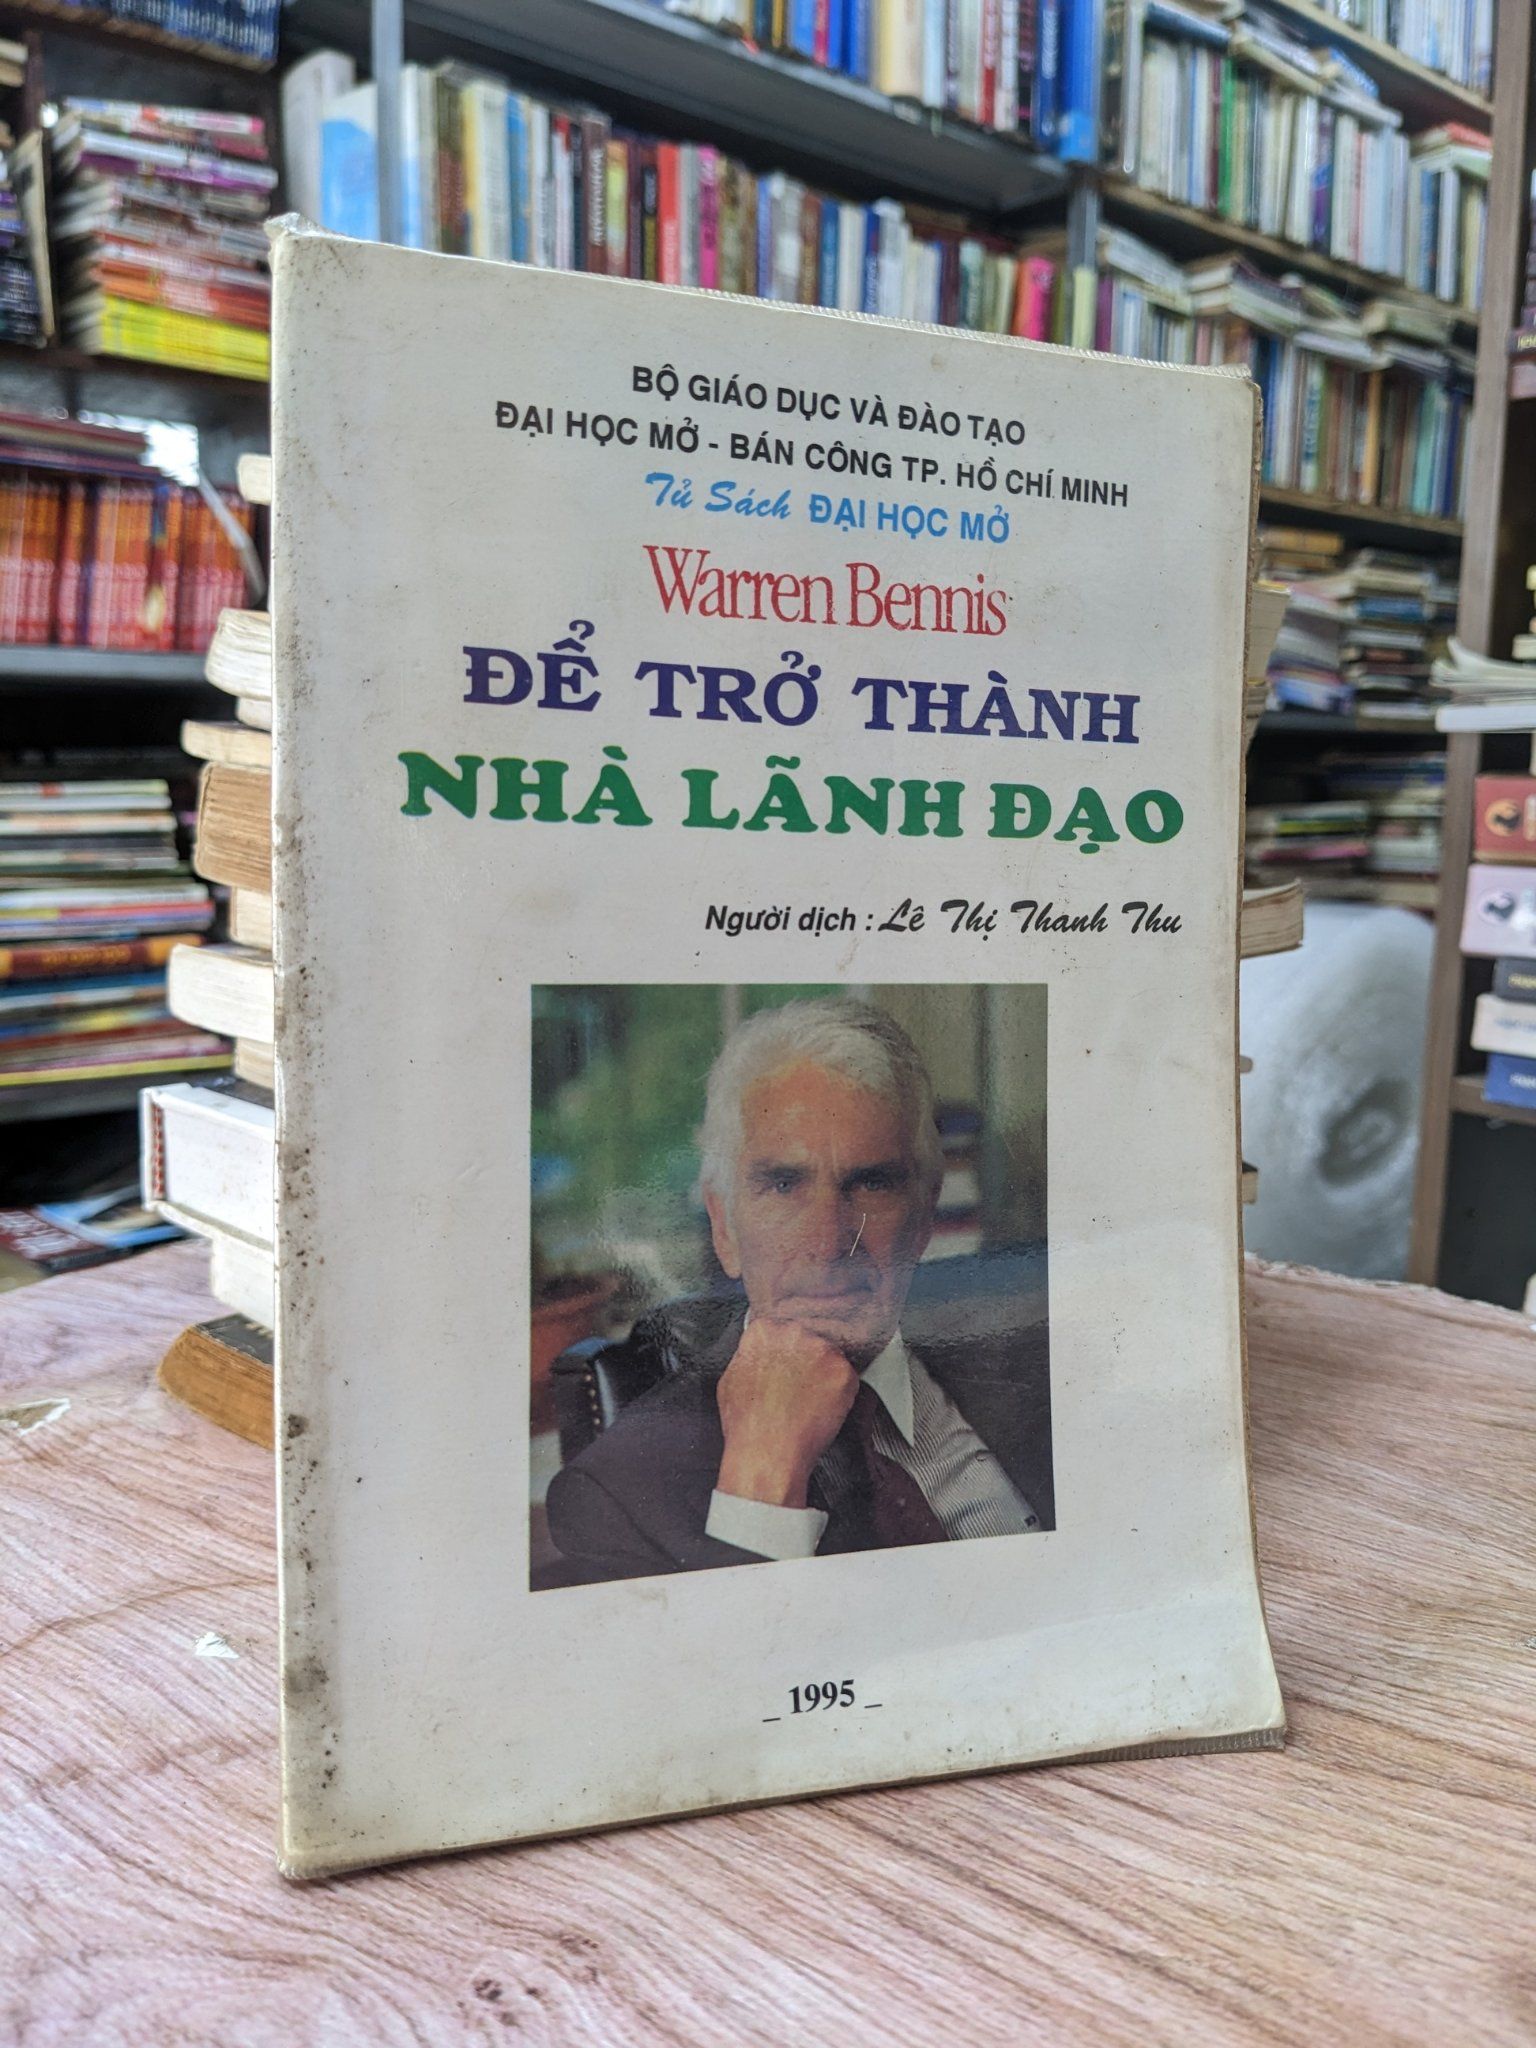 BỘ GIÁO DỤC VÀ ĐÀO TẠO
ĐẠI HỌC MỞ - BÁN CÔNG TP. HỒ CHÍ MINH
Tủ Sách ĐẠI HỌC MỞ
Warren Bennis
ĐỂ TRỞ THÀNH
NHÀ LÃNH ĐẠO
Người dịch : Lê Thị Thanh Thu
_ 1995 _